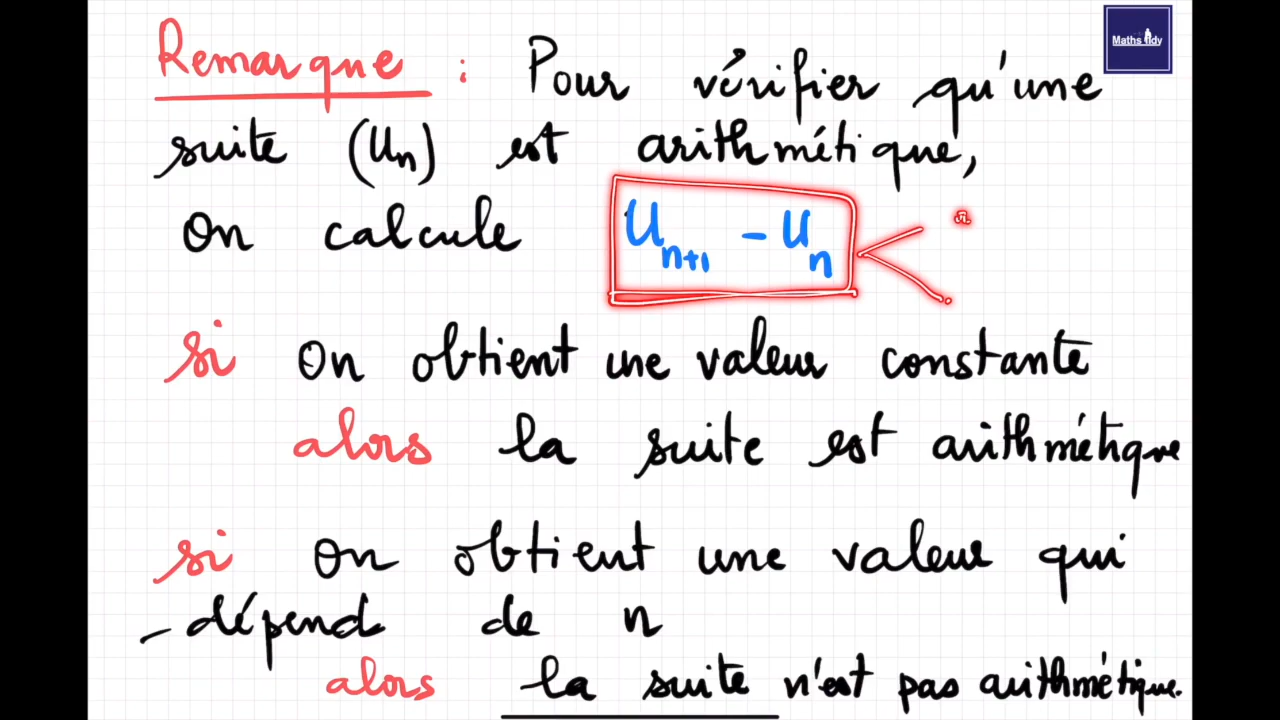 Maths dy
Remarque : Pour vérifier qu'une
suite (Un) est arithmétique,
on calcule Un+1 - Un
si on obtient une valeur constante
alors la suite est arithmétique
si on obtient une valeur qui
dépend de n
alors la suite n'est pas arithmétique.